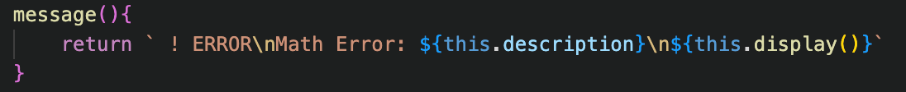 message(){
    return ` ! ERROR\nMath Error: ${this.description}\n${this.display()}`
}